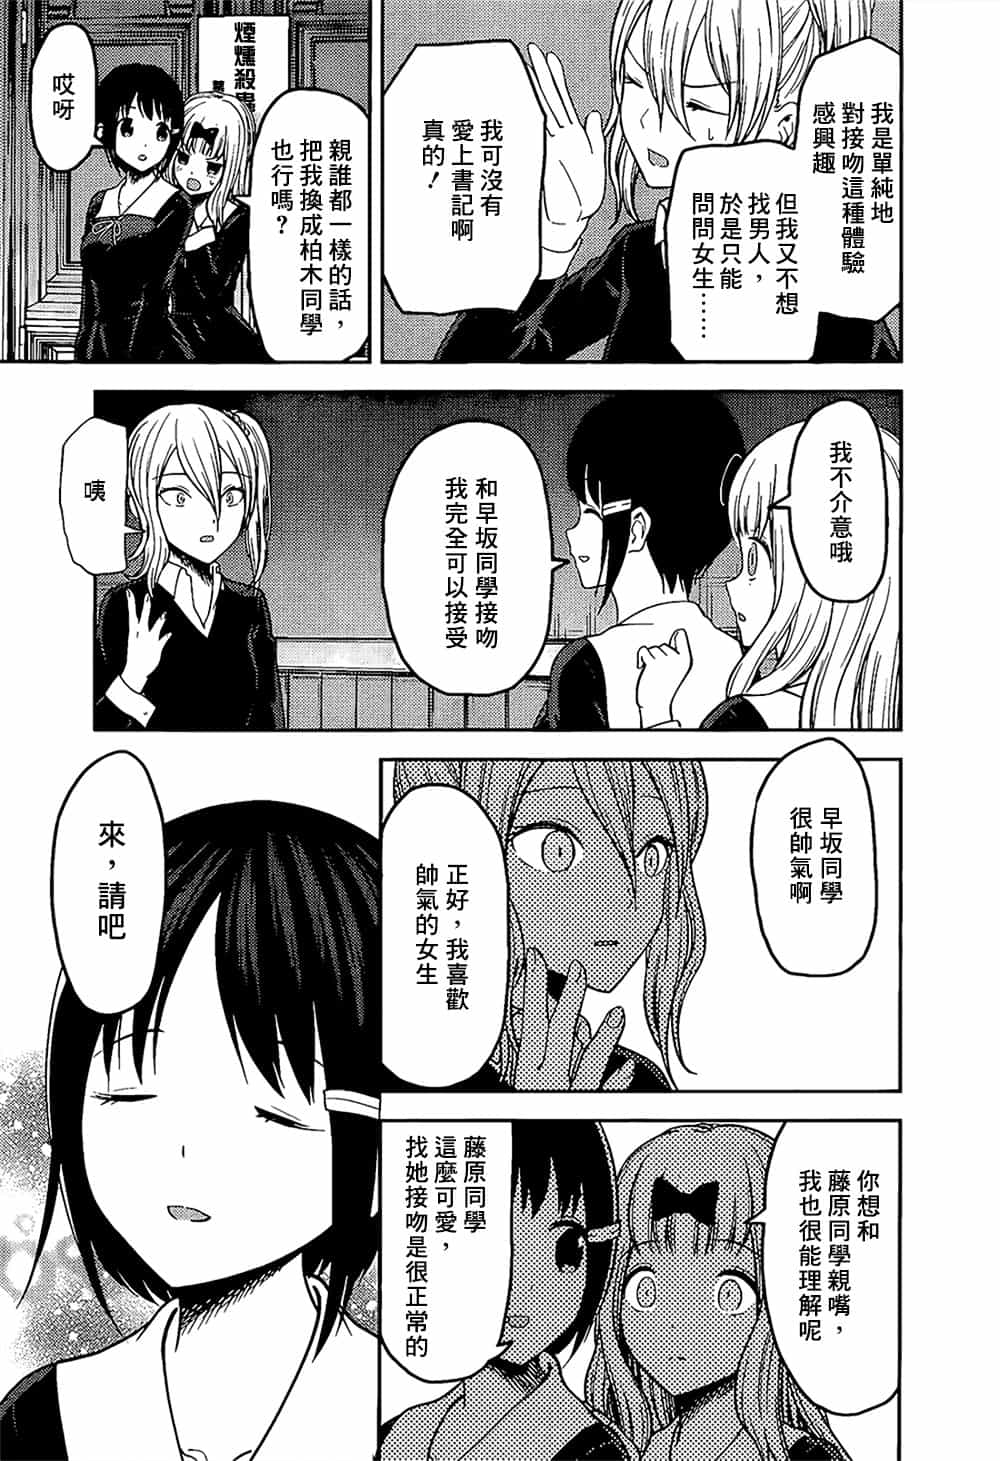 我是單純地
對接吻這種體驗
感興趣
但我又不想
找男人，
於是只能
問問女生……
我可沒有
愛上書記啊
真的！
煙燻殺蟲
親誰都一樣的話，
把我換成柏木同學
也行嗎？
哎呀
我不介意哦
和早坂同學接吻
我完全可以接受
咦
早坂同學
很帥氣啊
正好，我喜歡
帥氣的女生
你想和
藤原同學親嘴，
我也很能理解呢
藤原同學
這麼可愛，
找她接吻是很正常的
來，請吧